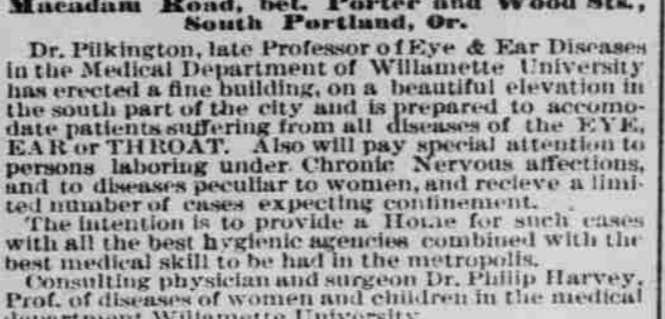 Macadam Road, bet. Porter and Wood Sts.,
South Portland, Or.
Dr. Pilkington, late Professor of Eye & Ear Diseases
in the Medical Department of Willamette University
has erected a fine building, on a beautiful elevation in
the south part of the city and is prepared to accomo-
date patients suffering from all diseases of the EYE,
EAR or THROAT. Also will pay special attention to
persons laboring under Chronic Nervous affections,
and to diseases peculiar to women, and recieve a limi-
ted number of cases expecting confinement.
The intention is to provide a Home for such cases
with all the best hygienic agencies combined with the
best medical skill to be had in the metropolis.
Consulting physician and surgeon Dr. Philip Harvey,
Prof. of diseases of women and children in the medical
department Willamette University